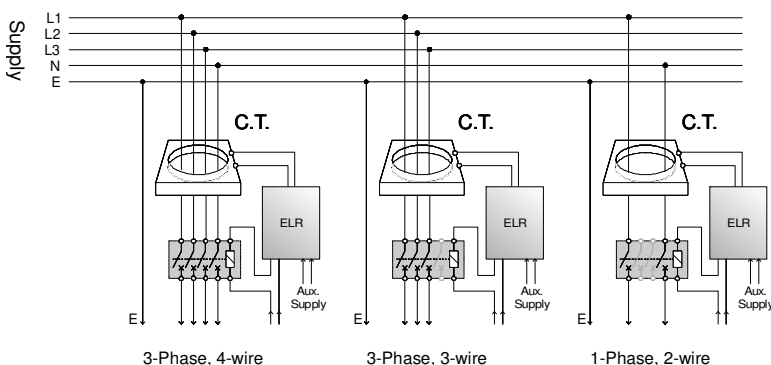 Supply
L1
L2
L3
N
E
C.T.
C.T.
C.T.
ELR
ELR
ELR
Aux.
Supply
Aux.
Supply
Aux.
Supply
E
E
E
3-Phase, 4-wire
3-Phase, 3-wire
1-Phase, 2-wire